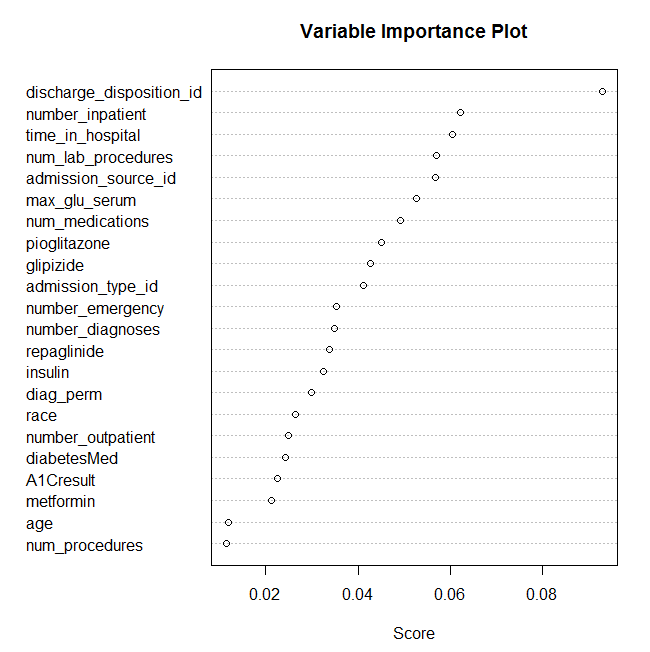 Variable Importance Plot
discharge_disposition_id
number_inpatient
time_in_hospital
num_lab_procedures
admission_source_id
max_glu_serum
num_medications
pioglitazone
glipizide
admission_type_id
number_emergency
number_diagnoses
repaglinide
insulin
diag_perm
race
number_outpatient
diabetesMed
A1Cresult
metformin
age
num_procedures
0.02 0.04 0.06 0.08
Score